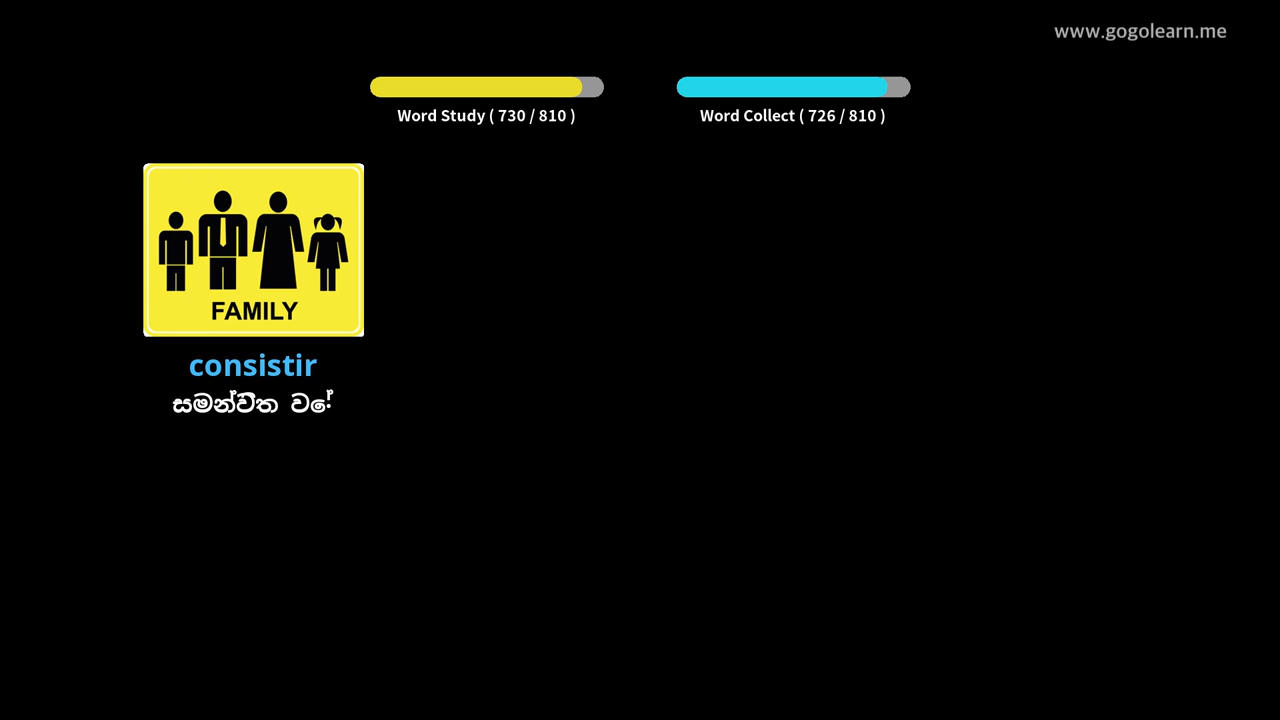 www.gogolearn.me
Word Study ( 730 / 810 )
Word Collect ( 726 / 810 )
FAMILY
consistir
සමන්විත වේ!